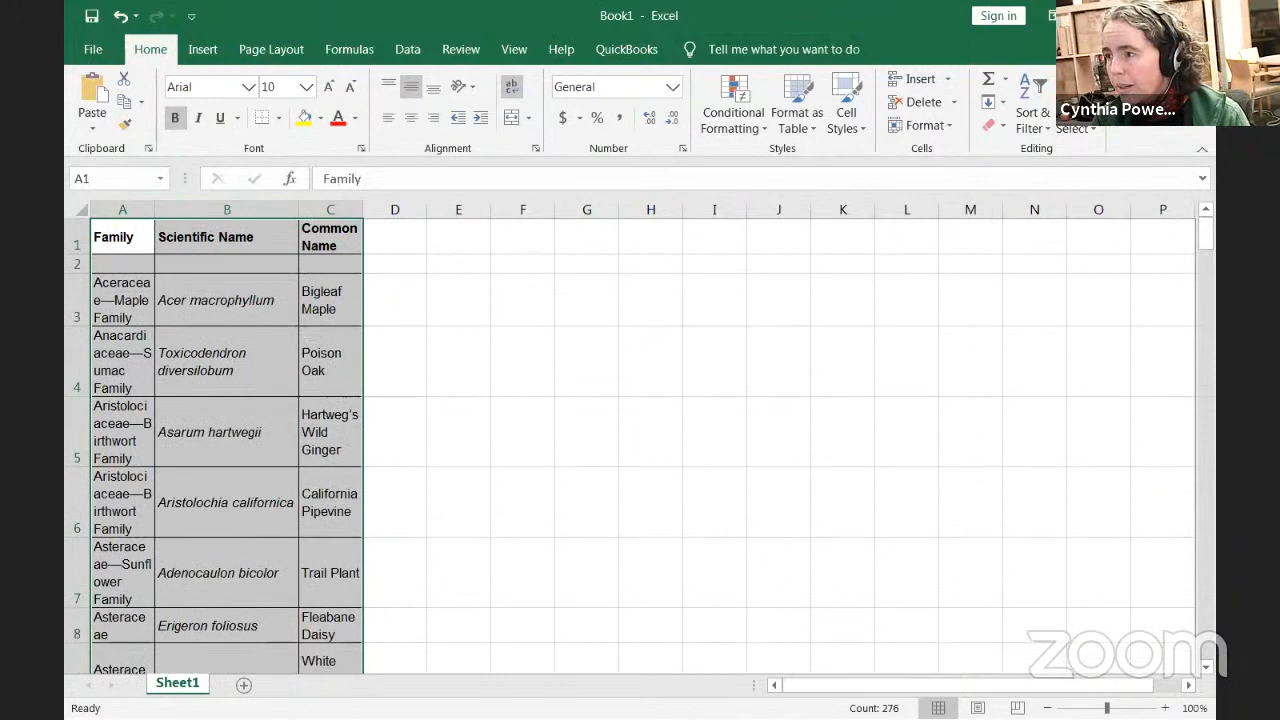 Book1 - Excel
Sign in
File Home Insert Page Layout Formulas Data Review View Help QuickBooks Tell me what you want to do
Cynthia Powe...
Paste
Clipboard
Arial 10
B I U
Font
ab
Alignment
General
$ % ,
Number
Conditional Formatting
Format as Table
Cell Styles
Styles
Insert
Delete
Format
Cells
Sort &
Filter
Select
Editing
A1
fx
Family
A B C D E F G H I J K L M N O P
1
Family
Scientific Name
Common
Name
2
3
Aceracea
e—Maple
Family
Acer macrophyllum
Bigleaf
Maple
4
Anacardi
aceae—S
umac
Family
Toxicodendron
diversilobum
Poison
Oak
5
Aristoloci
aceae—B
irthwort
Family
Asarum hartwegii
Hartweg's
Wild
Ginger
6
Aristoloci
aceae—B
irthwort
Family
Aristolochia californica
California
Pipevine
7
Asterace
ae—Sunfl
ower
Family
Adenocaulon bicolor
Trail Plant
8
Asterace
ae
Erigeron foliosus
Fleabane
Daisy
Asterace
White
zoom
Sheet1
Ready
Count: 276
100%